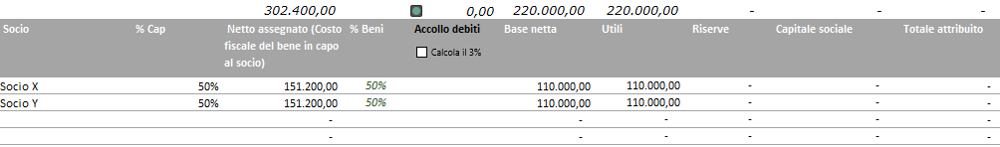 302.400,00 0,00 220.000,00 220.000,00 - - -
Socio % Cap Netto assegnato (Costo fiscale del bene in capo al socio) % Beni Accollo debiti Base netta Utili Riserve Capitale sociale Totale attribuito
Calcola il 3%
Socio X 50% 151.200,00 50% 110.000,00 110.000,00 - - -
Socio Y 50% 151.200,00 50% 110.000,00 110.000,00 - - -
- - - - - -
- - - - - -